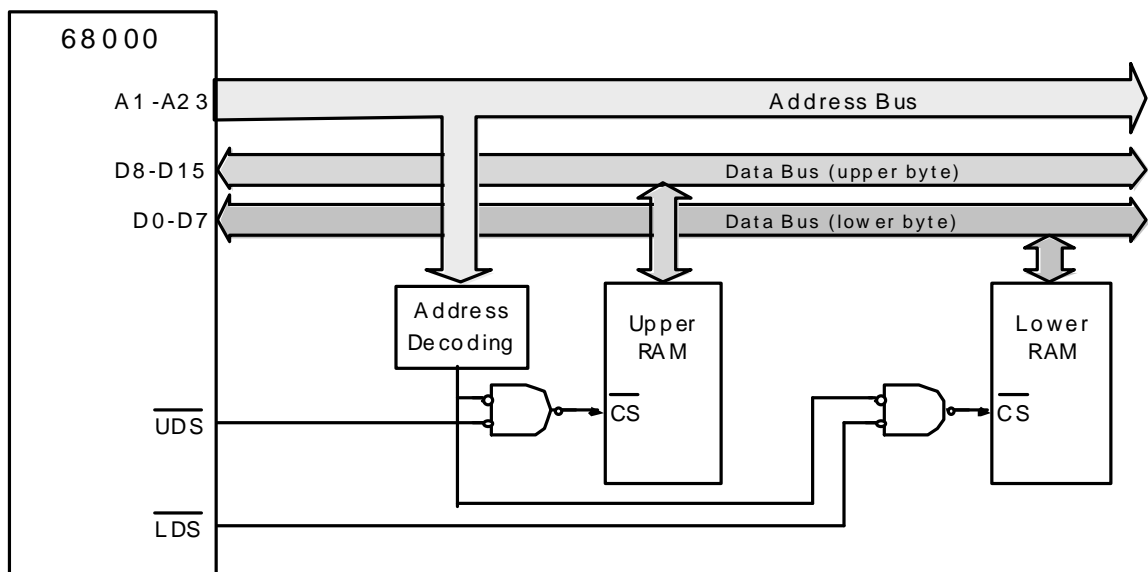 68000
A1-A23
Address Bus
D8-D15
Data Bus (upper byte)
D0-D7
Data Bus (lower byte)
Address
Decoding
Upper
RAM
Lower
RAM
UDS
CS
CS
LDS